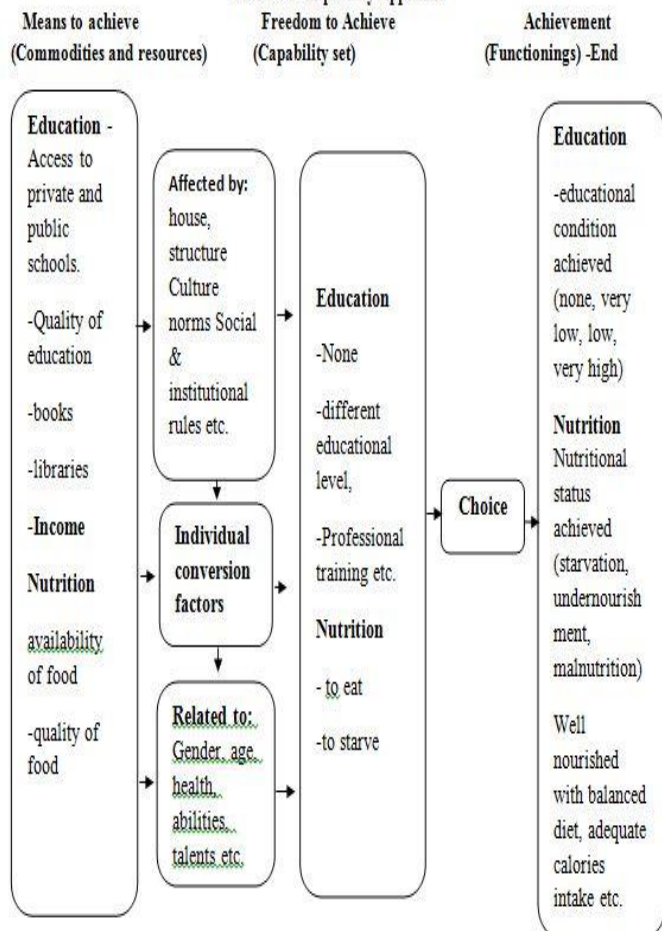 Means to achieve
(Commodities and resources)
Freedom to Achieve
(Capability set)
Achievement
(Functionings) -End
Education -
Access to
private and
public
schools.
-Quality of
education
-books
-libraries
-Income
Nutrition
availability
of food
-quality of
food
Affected by:
house,
structure
Culture
norms Social
&
institutional
rules etc.
Individual
conversion
factors
Related to:
Gender, age,
health,
abilities,
talents etc.
Education
-None
-different
educational
level,
-Professional
training etc.
Nutrition
- to eat
-to starve
Choice
Education
-educational
condition
achieved
(none, very
low, low,
very high)
Nutrition
Nutritional
status
achieved
(starvation,
undernourish
ment,
malnutrition)
Well
nourished
with balanced
diet, adequate
calories
intake etc.